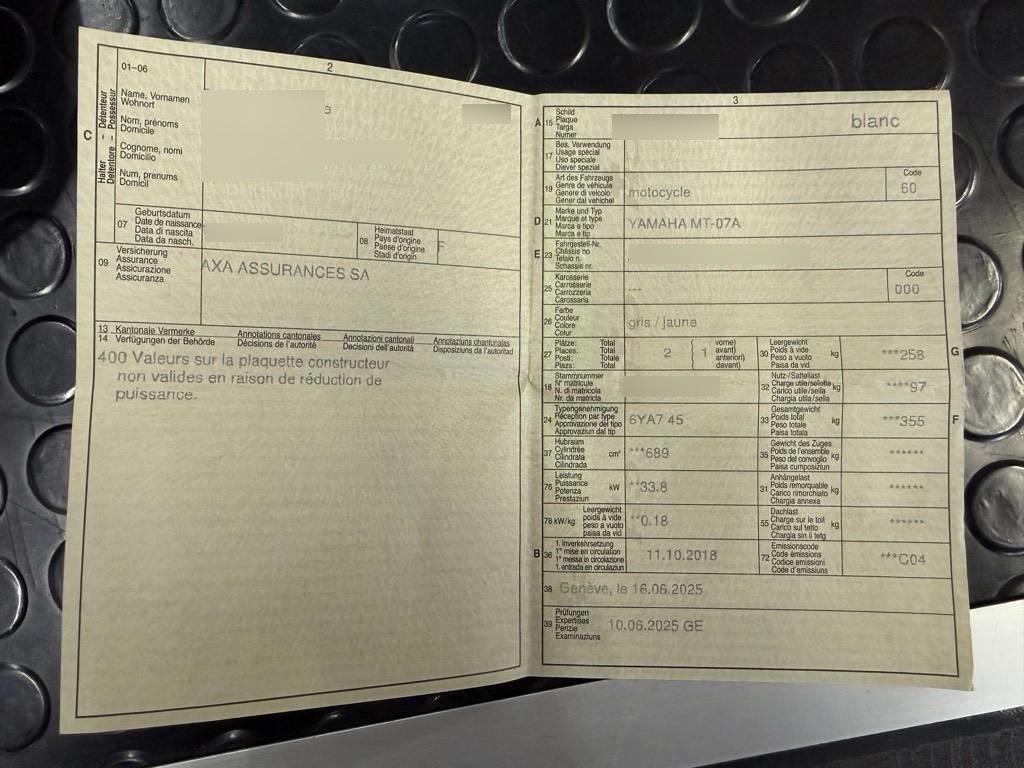 2
01-06
C
Halter – Détenteur
Detentore – Possessur
Name, Vornamen
Wohnort
Nom, prénoms
Domicile
Cognome, nomi
Domicilio
Num, prenums
Domicil
07
Geburtsdatum
Date de naissance
Data di nascita
Data da nasch.
08
Heimatstaat
Pays d'origine
Paese d'origine
Stadi d'origin
F
09
Versicherung
Assurance
Assicurazione
Assicuranza
AXA ASSURANCES SA
13 Kantonale Vermerke Annotations cantonales Annotazioni cantonali Annotaziuns chantunalas
14 Verfügungen der Behörde Décisions de l'autorité Decisioni dell'autorità Disposiziuns da l'autoritad
400 Valeurs sur la plaquette constructeur
non valides en raison de réduction de
puissance.
3
A 15
Schild
Plaque
Targa
Numer
blanc
17
Bes. Verwendung
Usage spécial
Uso speciale
Diever spezial
19
Art des Fahrzeugs
Genre de véhicule
Genere di veicolo
Gener dal vehichel
motocycle
Code
60
D 21
Marke und Typ
Marque et type
Marca e tipo
Marca e tip
YAMAHA MT-07A
E 23
Fahrgestell-Nr.
Châssis no
Telaio n.
Schassis nr.
25
Karosserie
Carrosserie
Carrozzeria
Carossaria
---
Code
000
26
Farbe
Couleur
Colore
Colur
gris / jaune
27
Plätze: Total
Places: Total
Posti: Totale
Plazs: Total
2
( 1
vorne)
avant)
anteriori)
davant)
30
Leergewicht
Poids à vide
Peso a vuoto
Paisa da vid
kg
***258
G
18
Stammnummer
N° matricule
N. di matricola
Nr. da matricla
32
Nutz-/Sattellast
Charge utile/sellette
Carico utile/sella
Chargia utila/sella
kg
****97
24
Typengenehmigung
Réception par type
Approvazione del tipo
Approvaziun dal tip
6YA7 45
33
Gesamtgewicht
Poids total
Peso totale
Paisa totala
kg
***355
F
37
Hubraum
Cylindrée
Cilindrata
Cilindrada
cm³
***689
35
Gewicht des Zuges
Poids de l'ensemble
Peso del convoglio
Paisa cumposiziun
kg
******
76
Leistung
Puissance
Potenza
Prestaziun
kW
**33.8
31
Anhängelast
Poids remorquable
Carico rimorchiato
Chargia annexa
kg
******
78 kW/kg
Leergewicht
poids à vide
peso a vuoto
paisa da vid
**0.18
55
Dachlast
Charge sur le toit
Carico sul tetto
Chargia sin il tetg
kg
******
B 36
1. Inverkehrsetzung
1re mise en circulation
1a messa in circolazione
1. entrada en circulaziun
11.10.2018
72
Emissionscode
Code émissions
Codice emissioni
Code d'emissiuns
***G04
38 Genève, le 16.06.2025
39
Prüfungen
Expertises
Perizie
Examinaziuns
10.06.2025 GE